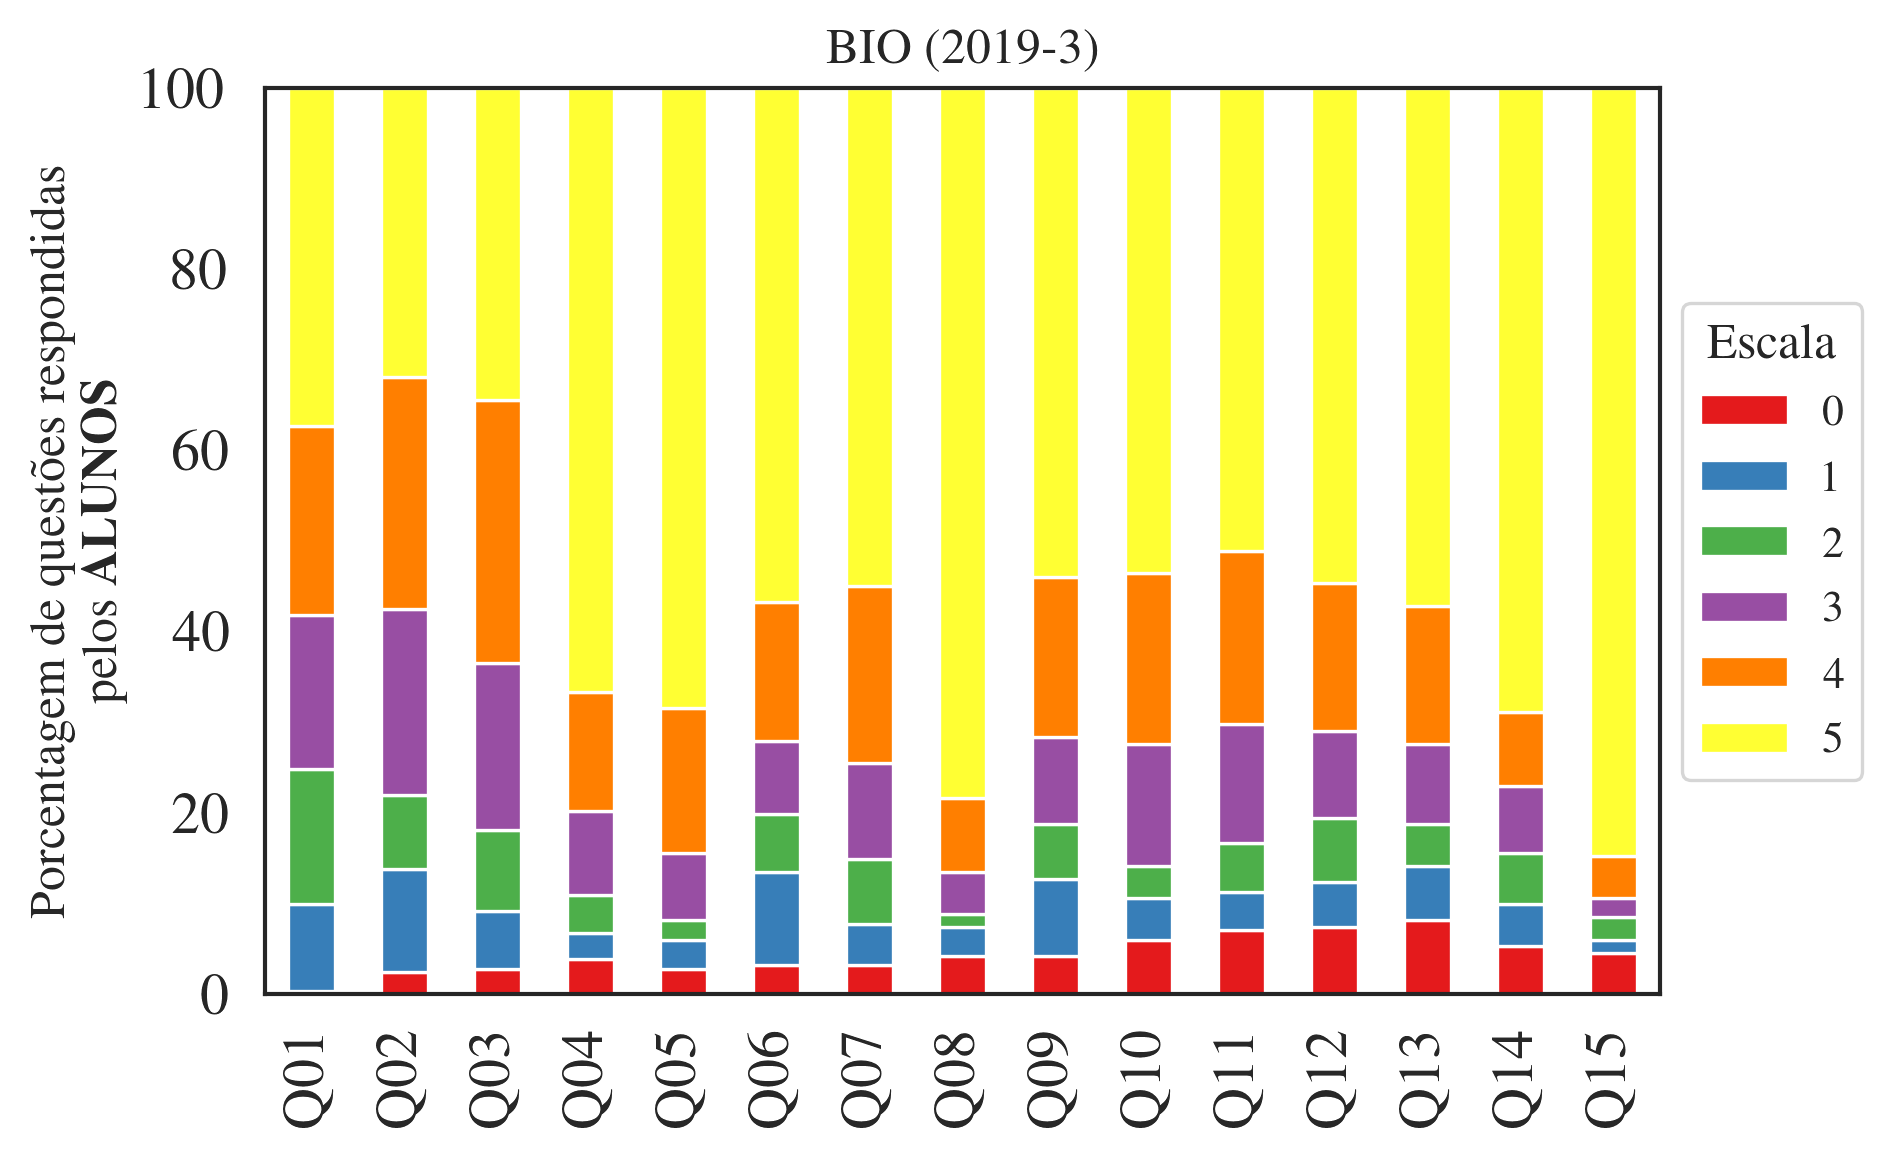 BIO (2019-3)
Porcentagem de questões respondidas
pelos ALUNOS
100
80
60
40
20
0
Q01
Q02
Q03
Q04
Q05
Q06
Q07
Q08
Q09
Q10
Q11
Q12
Q13
Q14
Q15
Escala
0
1
2
3
4
5